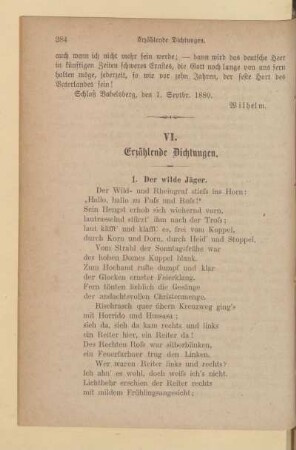 284 Erzählende Dichtungen.
auch wenn ich nicht mehr sein werde; — dann wird das deutsche Heer
in künftigen Zeiten schweren Ernstes, die Gott noch lange von uns fern
halten möge, jederzeit, so wie vor zehn Jahren, der feste Hort des
Vaterlandes sein!
Schloß Babelsberg, den 1. Septbr. 1880.
Wilhelm.
VI.
Erzählende Dichtungen.
1. Der wilde Jäger.
Der Wild- und Rheingraf stieß ins Horn:
„Hallo, hallo zu Fuß und Roß!“
Sein Hengst erhob sich wiehernd vorn,
lautrasselnd stürzt' ihm nach der Troß;
laut klifft' und klafft' es, frei vom Koppel,
durch Korn und Dorn, durch Heid' und Stoppel.
Vom Strahl der Sonntagsfrühe war
des hohen Domes Kuppel blank.
Zum Hochamt rufte dumpf und klar
der Glocken ernster Feierklang.
Fern tönten lieblich die Gesänge
der andachtsvollen Christenmenge.
Rischrasch quer übern Kreuzweg ging's
mit Horrido und Hussasa;
sieh da, sieh da kam rechts und links
ein Reiter hier, ein Reiter da!
Des Rechten Roß war silberblinken,
ein Feuerfarbner trug den Linken.
Wer waren Reiter links und rechts?
Ich ahn' es wohl, doch weiß ich's nicht.
Lichthehr erschien der Reiter rechts
mit mildem Frühlingsangesicht;